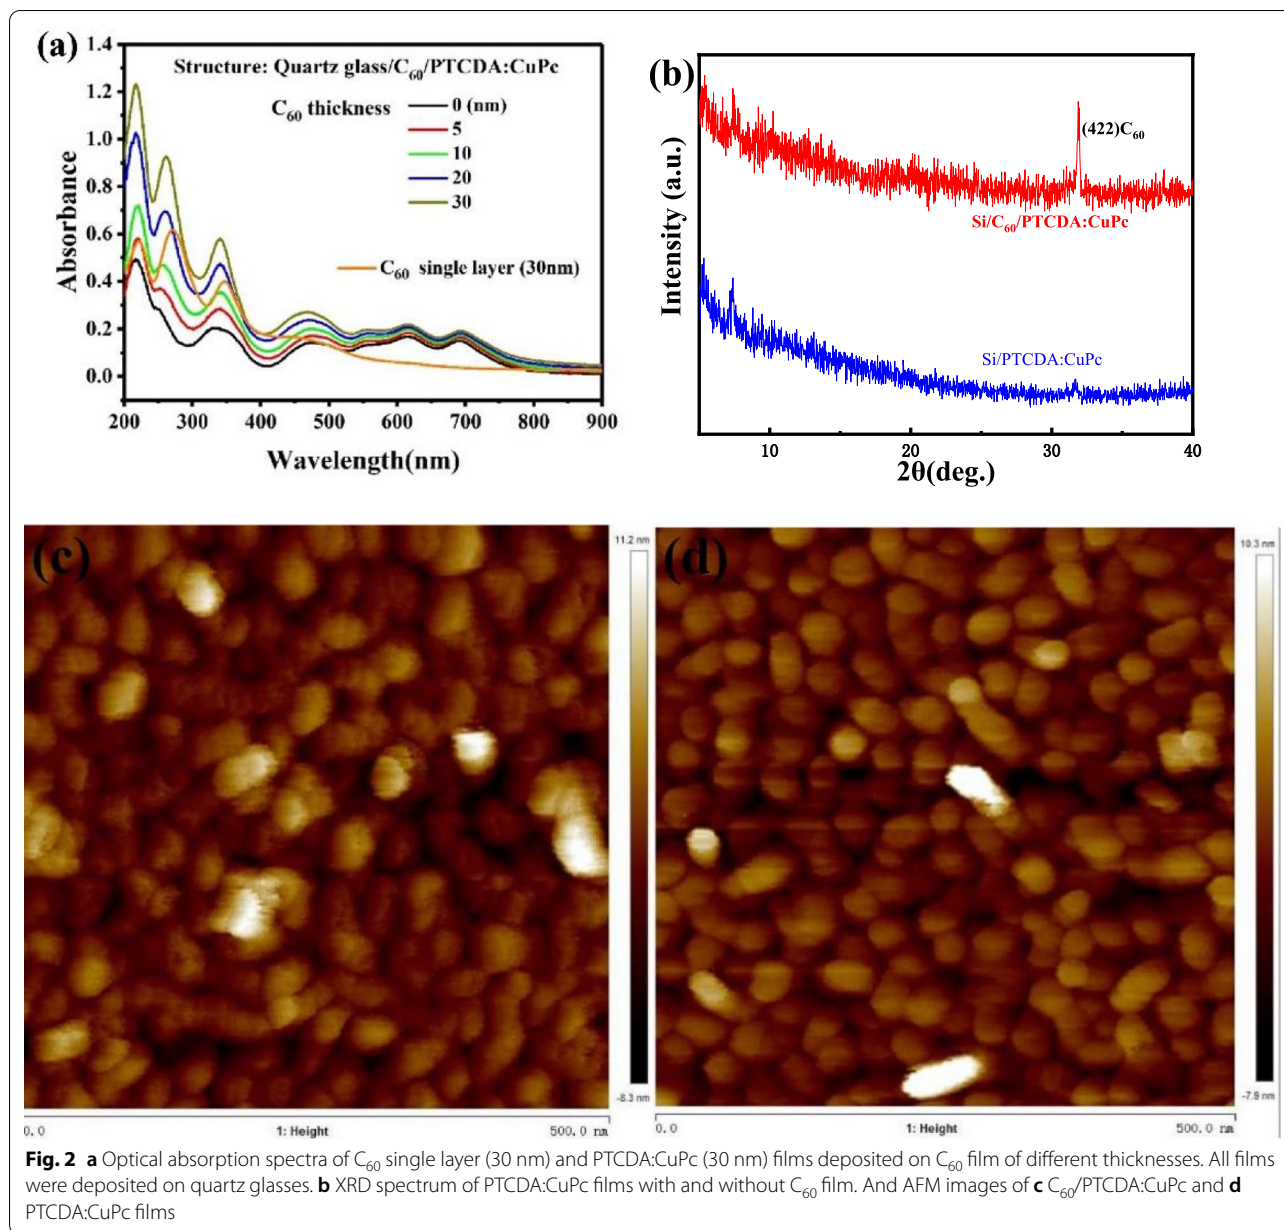 (a)
1.4
1.2
1.0
0.8
0.6
0.4
0.2
0.0
Absorbance
Structure: Quartz glass/C60/PTCDA:CuPc
C60 thickness
0 (nm)
5
10
20
30
C60 single layer (30nm)
200 300 400 500 600 700 800 900
Wavelength(nm)
(b)
Intensity (a.u.)
(422)C60
Si/C60/PTCDA:CuPc
Si/PTCDA:CuPc
10 20 30 40
2θ(deg.)
(c)
11.2 nm
-8.3 nm
0.0 1: Height 500.0 nm
(d)
10.3 nm
-7.9 nm
0.0 1: Height 500.0 nm
Fig. 2 a Optical absorption spectra of C60 single layer (30 nm) and PTCDA:CuPc (30 nm) films deposited on C60 film of different thicknesses. All films
were deposited on quartz glasses. b XRD spectrum of PTCDA:CuPc films with and without C60 film. And AFM images of c C60/PTCDA:CuPc and d
PTCDA:CuPc films